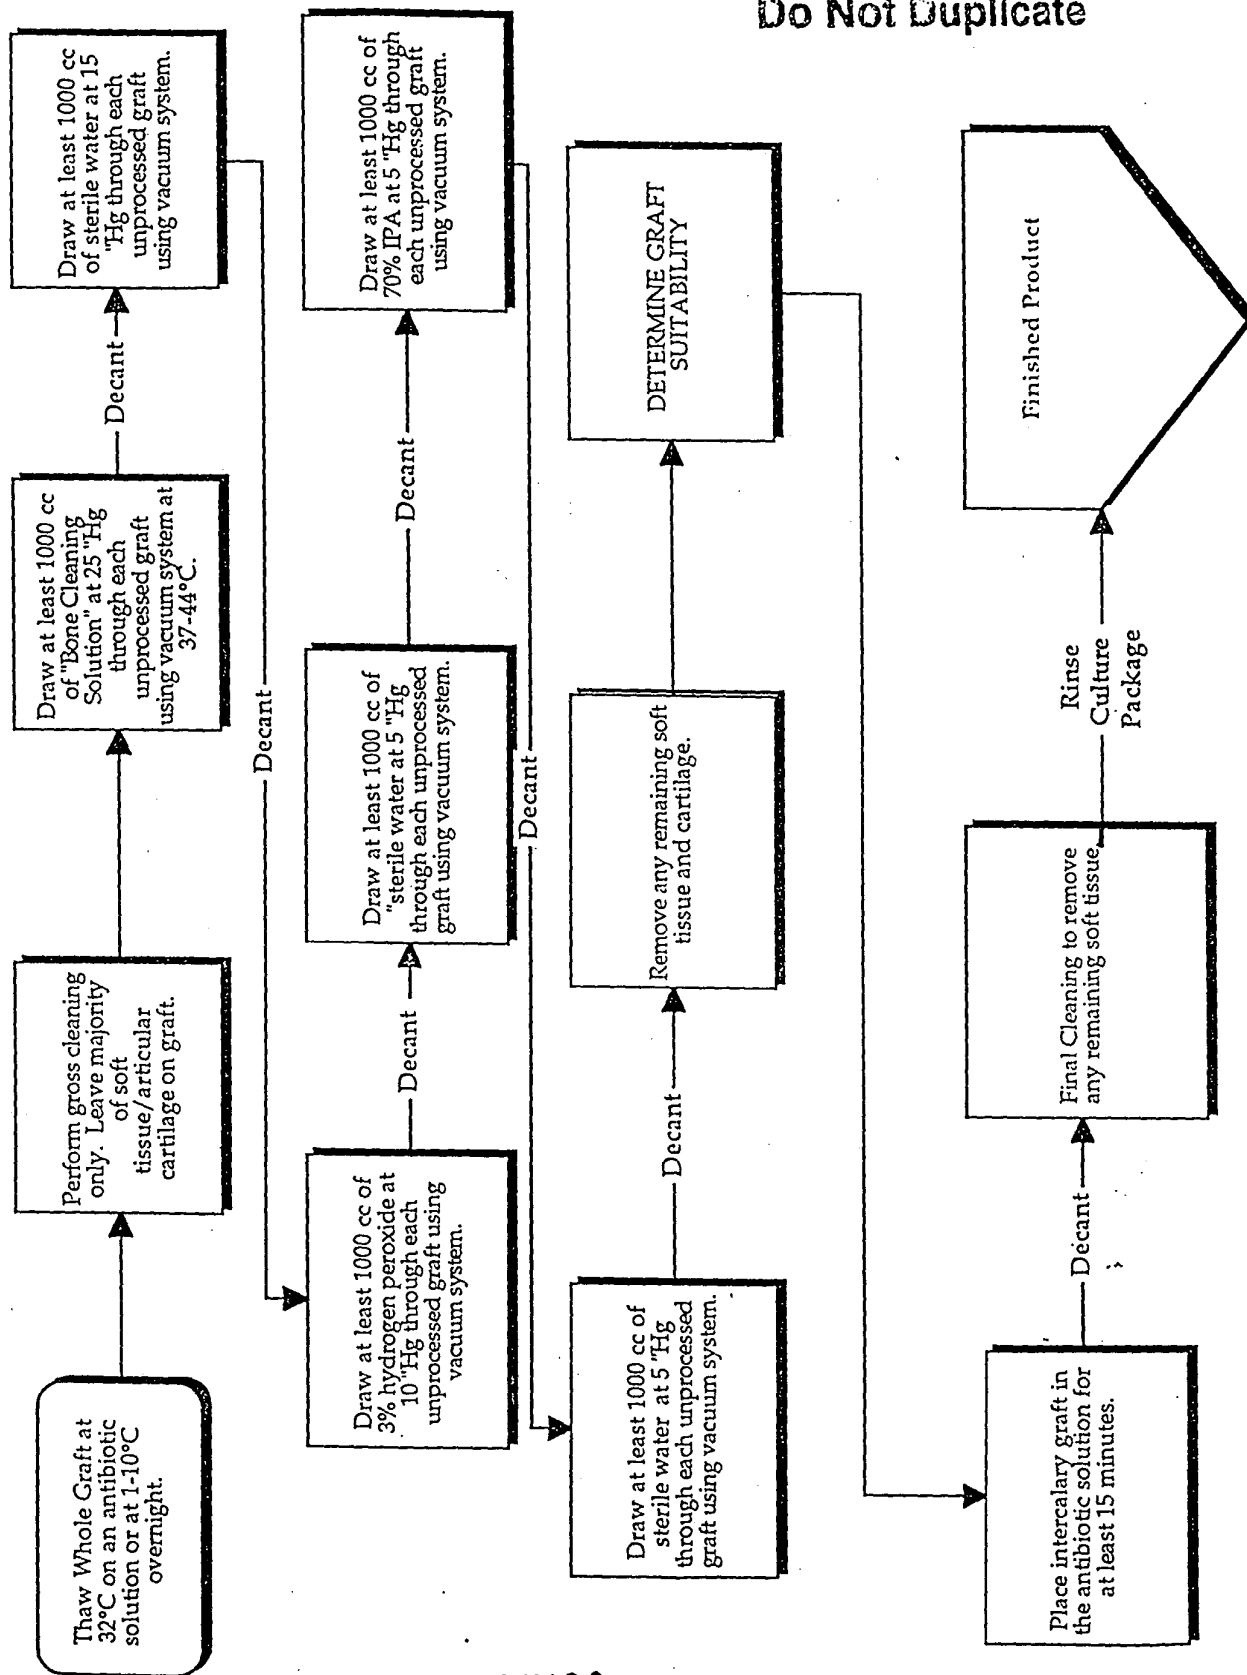 Do Not Duplicate
Thaw Whole Graft at
32°C on an antibiotic
solution or at 1-10°C
overnight.
Perform gross cleaning
only. Leave majority
of soft
tissue/articular
cartilage on graft.
Draw at least 1000 cc
of "Bone Cleaning
Solution" at 25 "Hg
through each
unprocessed graft
using vacuum system at
37-44°C.
Decant
Draw at least 1000 cc
of sterile water at 15
"Hg through each
unprocessed graft
using vacuum system.
Decant
Draw at least 1000 cc of
3% hydrogen peroxide at
10 "Hg through each
unprocessed graft using
vacuum system.
Decant
Draw at least 1000 cc of
"sterile water at 5 "Hg
through each unprocessed
graft using vacuum system.
Decant
Draw at least 1000 cc of
70% IPA at 5 "Hg through
each unprocessed graft
using vacuum system.
Decant
Draw at least 1000 cc of
sterile water at 5 "Hg
through each unprocessed
graft using vacuum system.
Decant
Remove any remaining soft
tissue and cartilage.
DETERMINE GRAFT
SUITABILITY
Place intercalary graft in
the antibiotic solution for
at least 15 minutes.
Decant
Final Cleaning to remove
any remaining soft tissue
Rinse
Culture
Package
Finished Product